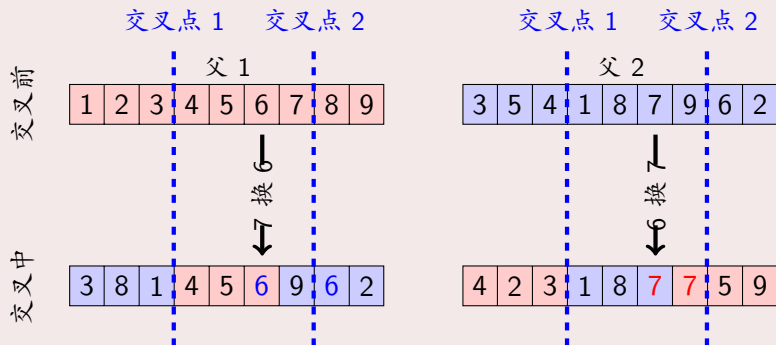 交叉点 1 交叉点 2 交叉点 1 交叉点 2
父 1 父 2
交叉前
1 2 3 4 5 6 7 8 9
3 5 4 1 8 7 9 6 2
7 换 6
6 换 7
交叉中
3 8 1 4 5 6 9 6 2
4 2 3 1 8 7 7 5 9